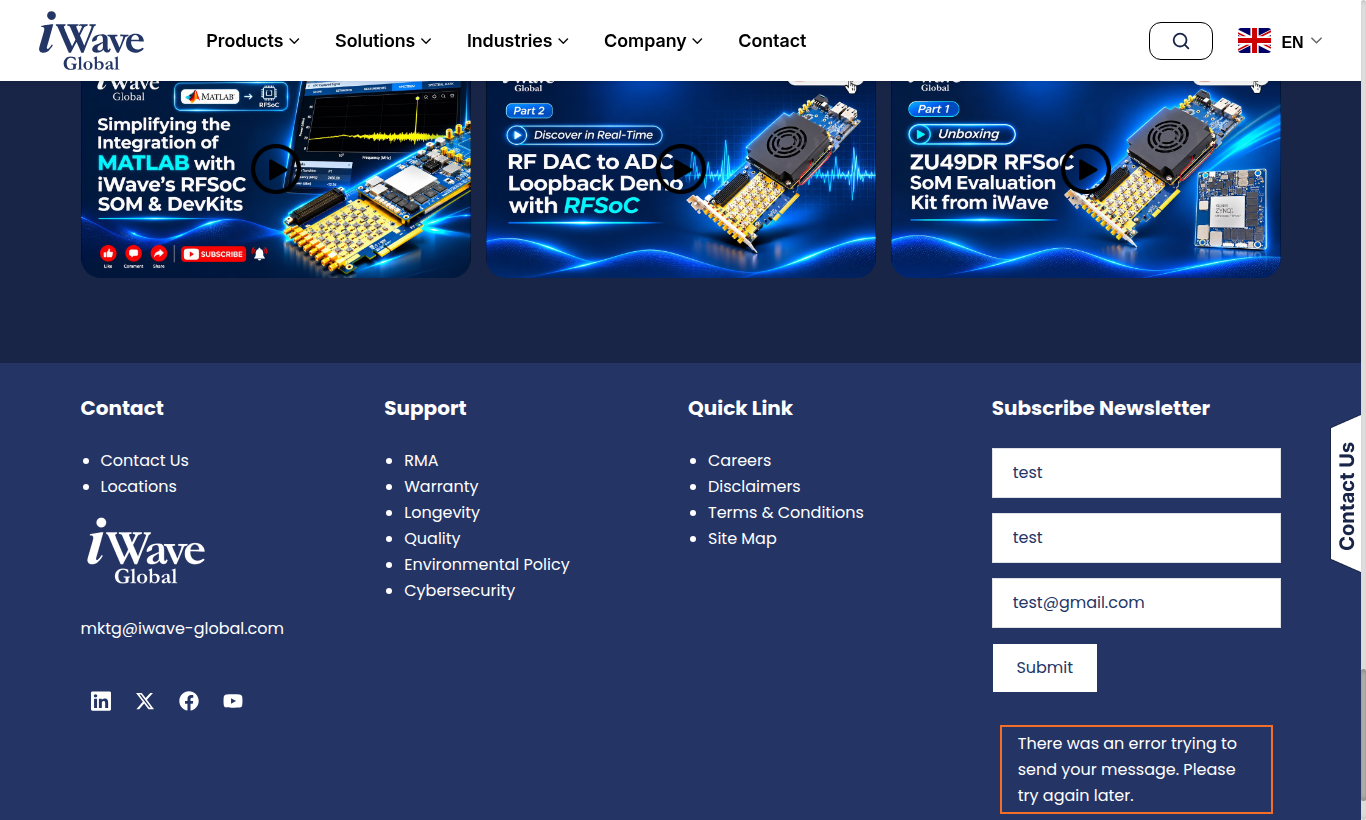 iWave
Global
Products
Solutions
Industries
Company
Contact
EN
iWave
Global
MATLAB
RFSoC
Simplifying the
Integration of
MATLAB with
iWave's RFSoC
SOM & DevKits
Like
Comment
Share
SUBSCRIBE
Global
Part 2
Discover in Real-Time
RF DAC to ADC
Loopback Demo
with RFSoC
Global
Part 1
Unboxing
ZU49DR RFSoC
SoM Evaluation
Kit from iWave
Contact
Contact Us
Locations
iWave
Global
mktg@iwave-global.com
Support
RMA
Warranty
Longevity
Quality
Environmental Policy
Cybersecurity
Quick Link
Careers
Disclaimers
Terms & Conditions
Site Map
Subscribe Newsletter
test
test
test@gmail.com
Submit
There was an error trying to
send your message. Please
try again later.
Contact Us